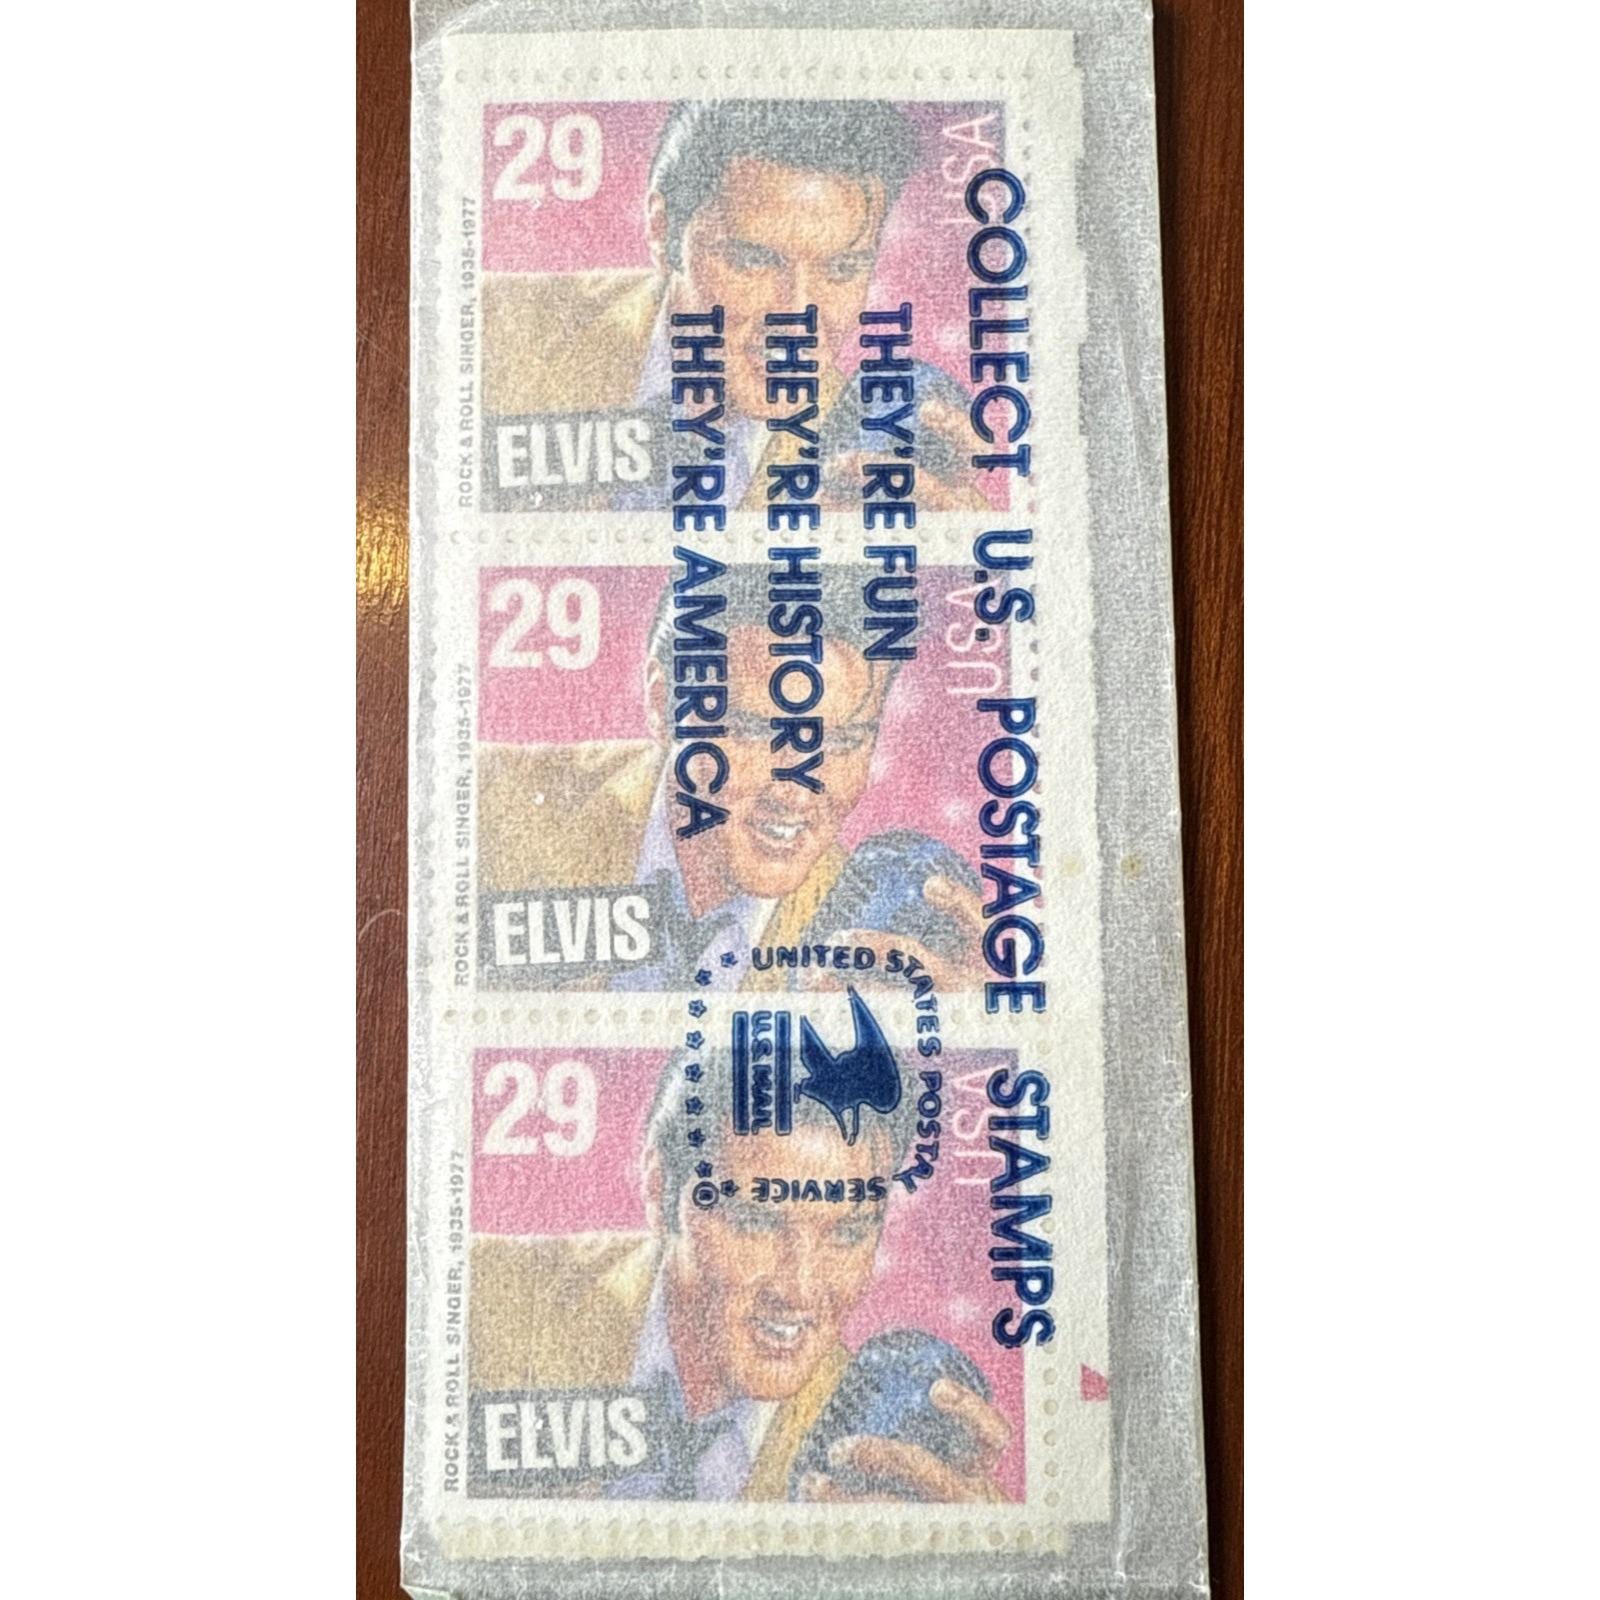 29
USA
ROCK & ROLL SINGER, 1935-1977
ELVIS
29
USA
ROCK & ROLL SINGER, 1935-1977
ELVIS
29
USA
ROCK & ROLL SINGER, 1935-1977
ELVIS
COLLECT U.S. POSTAGE STAMPS
THEY'RE FUN
THEY'RE HISTORY
THEY'RE AMERICA
UNITED STATES POSTAL SERVICE
U.S. MAIL
®